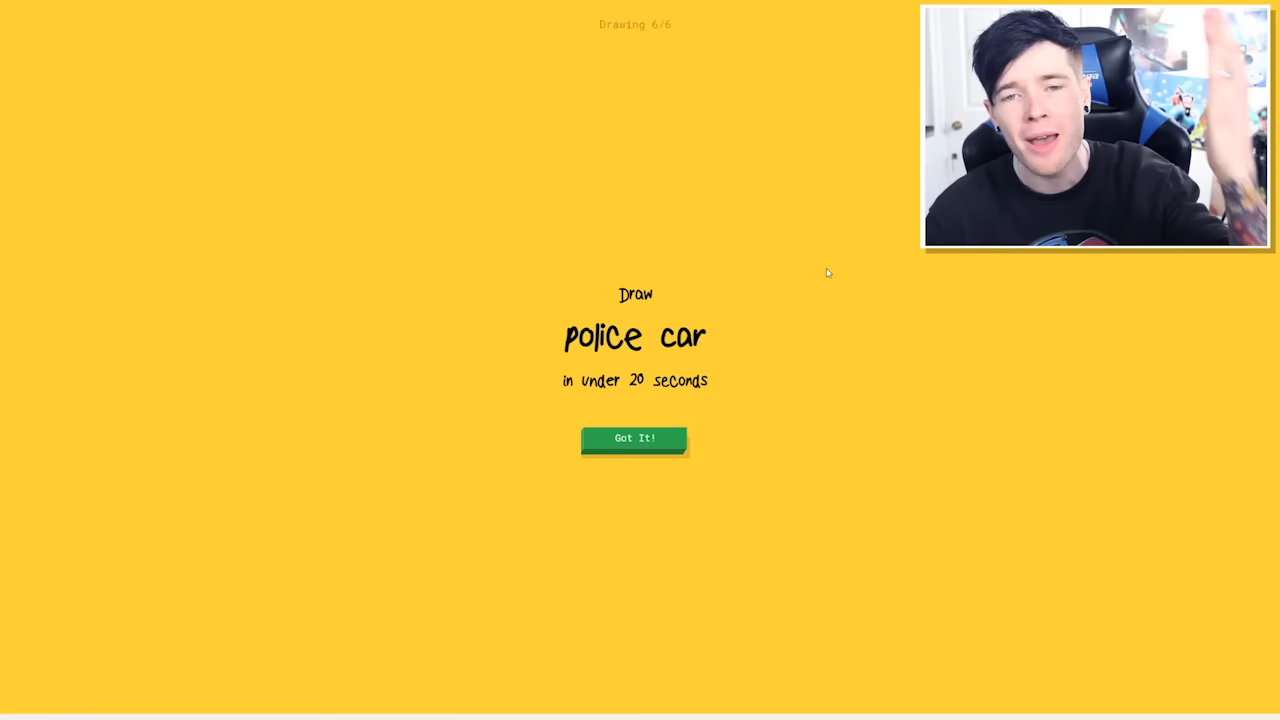 Drawing 6/6
Draw
police car
in under 20 seconds
Got It!